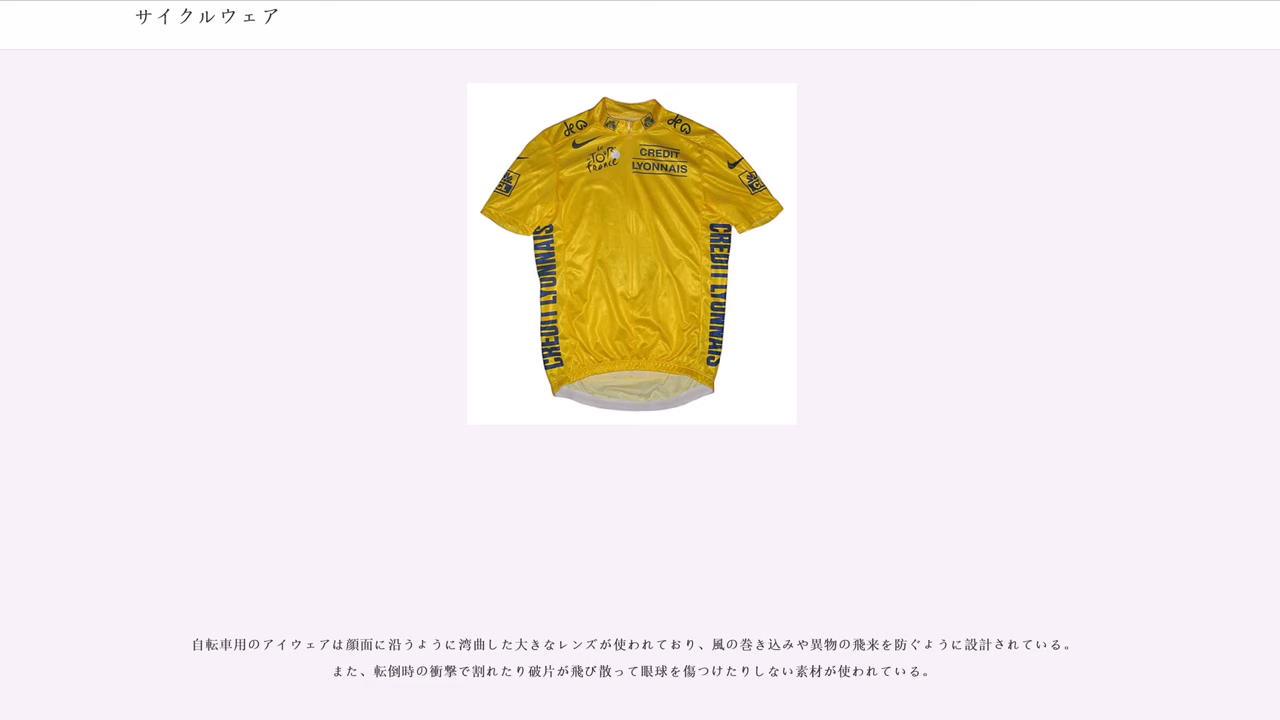 サイクルウェア
le
TOUR
de
france
CREDIT
LYONNAIS
CREDIT LYONNAIS
CREDIT LYONNAIS
自転車用のアイウェアは顔面に沿うように湾曲した大きなレンズが使われており、風の巻き込みや異物の飛来を防ぐように設計されている。
また、転倒時の衝撃で割れたり破片が飛び散って眼球を傷つけたりしない素材が使われている。